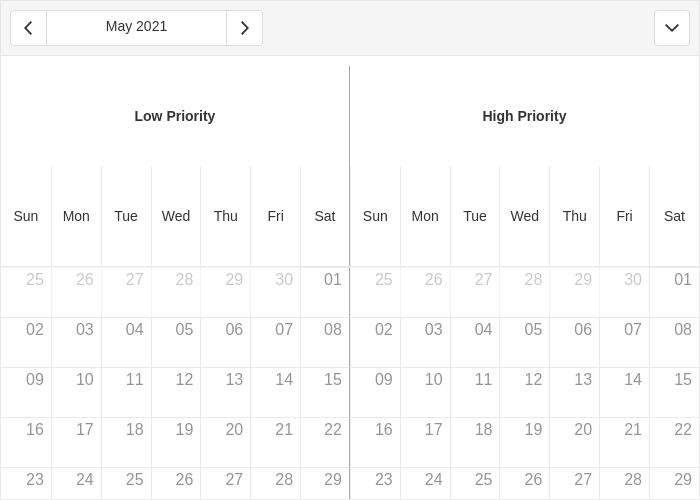 May 2021
Low Priority High Priority
Sun Mon Tue Wed Thu Fri Sat Sun Mon Tue Wed Thu Fri Sat
25 26 27 28 29 30 01 25 26 27 28 29 30 01
02 03 04 05 06 07 08 02 03 04 05 06 07 08
09 10 11 12 13 14 15 09 10 11 12 13 14 15
16 17 18 19 20 21 22 16 17 18 19 20 21 22
23 24 25 26 27 28 29 23 24 25 26 27 28 29